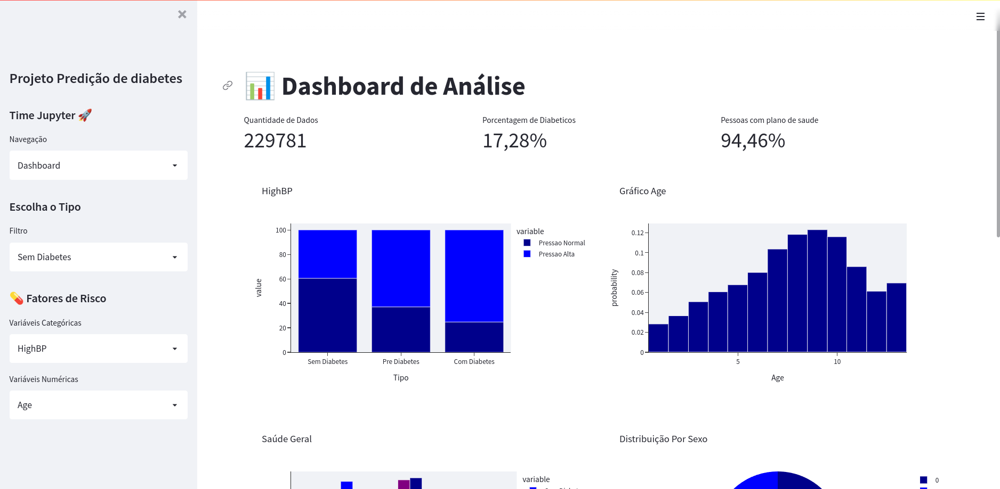 Projeto Predição de diabetes
Time Jupyter 🚀
Navegação
Dashboard
Escolha o Tipo
Filtro
Sem Diabetes
💊 Fatores de Risco
Variáveis Categóricas
HighBP
Variáveis Numéricas
Age
📊 Dashboard de Análise
Quantidade de Dados
229781
Porcentagem de Diabeticos
17,28%
Pessoas com plano de saude
94,46%
HighBP
100
80
60
40
20
0
value
Sem Diabetes
Pre Diabetes
Com Diabetes
Tipo
variable
Pressao Normal
Pressao Alta
Gráfico Age
0.12
0.1
0.08
0.06
0.04
0.02
0
probability
5
10
Age
Saúde Geral
variable
Distribuição Por Sexo
0